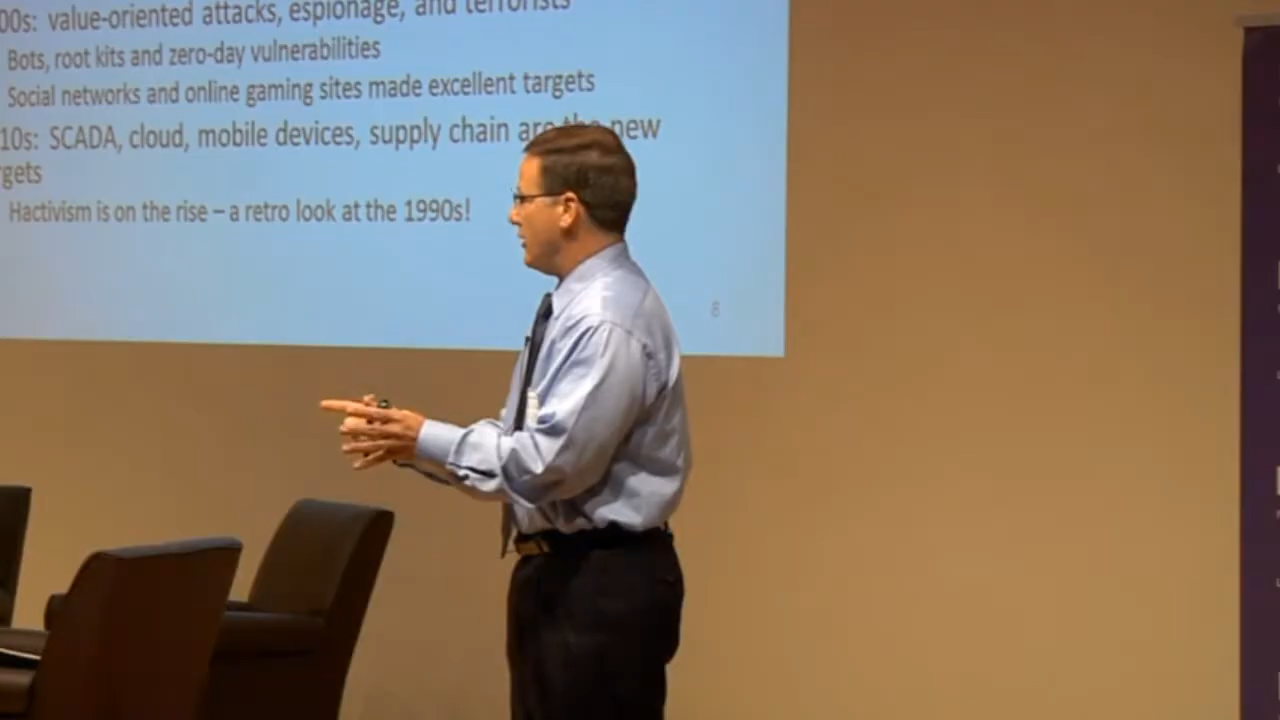 00s: value-oriented attacks, espionage, and terrorists
Bots, root kits and zero-day vulnerabilities
Social networks and online gaming sites made excellent targets
10s: SCADA, cloud, mobile devices, supply chain are the new
rgets
Hactivism is on the rise – a retro look at the 1990s!
8